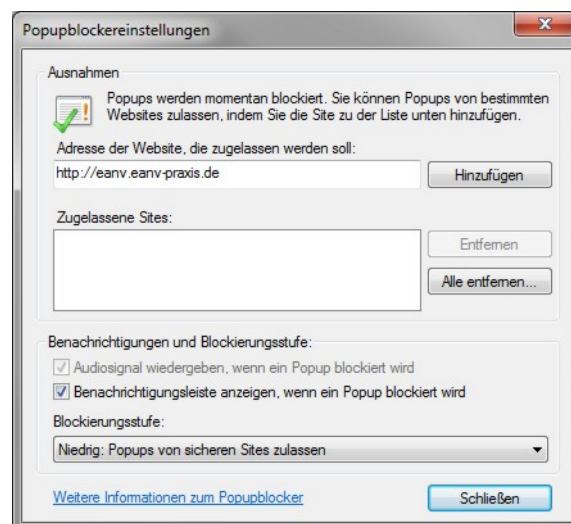 Popupblockereinstellungen
Ausnahmen
Popups werden momentan blockiert. Sie können Popups von bestimmten
Websites zulassen, indem Sie die Site zu der Liste unten hinzufügen.
Adresse der Website, die zugelassen werden soll:
http://eanv.eanv-praxis.de
Hinzufügen
Zugelassene Sites:
Entfernen
Alle entfernen...
Benachrichtigungen und Blockierungsstufe:
Audiosignal wiedergeben, wenn ein Popup blockiert wird
Benachrichtigungsleiste anzeigen, wenn ein Popup blockiert wird
Blockierungsstufe:
Niedrig: Popups von sicheren Sites zulassen
Weitere Informationen zum Popupblocker
Schließen